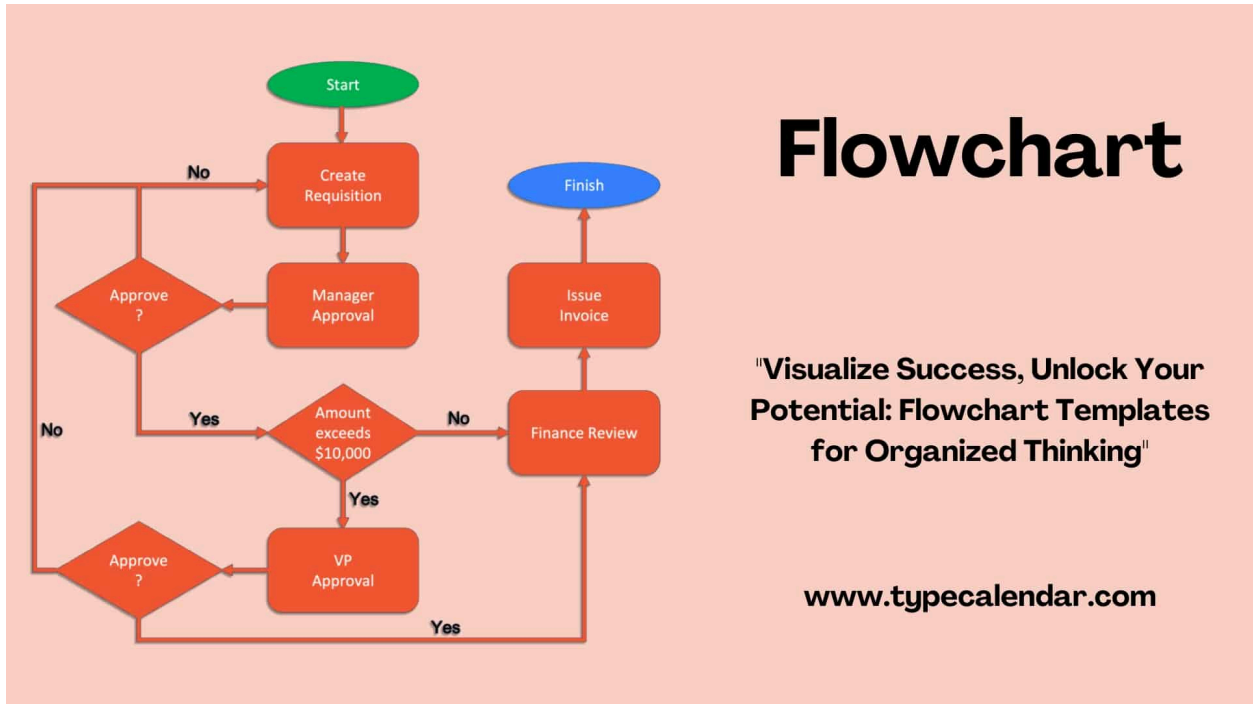 Start
No
Create
Requisition
Finish
Approve
?
Manager
Approval
Issue
Invoice
Yes
Amount
exceeds
$10,000
No
Finance Review
No
Yes
Approve
?
VP
Approval
Yes
Flowchart
"Visualize Success, Unlock Your
Potential: Flowchart Templates
for Organized Thinking"
www.typecalendar.com